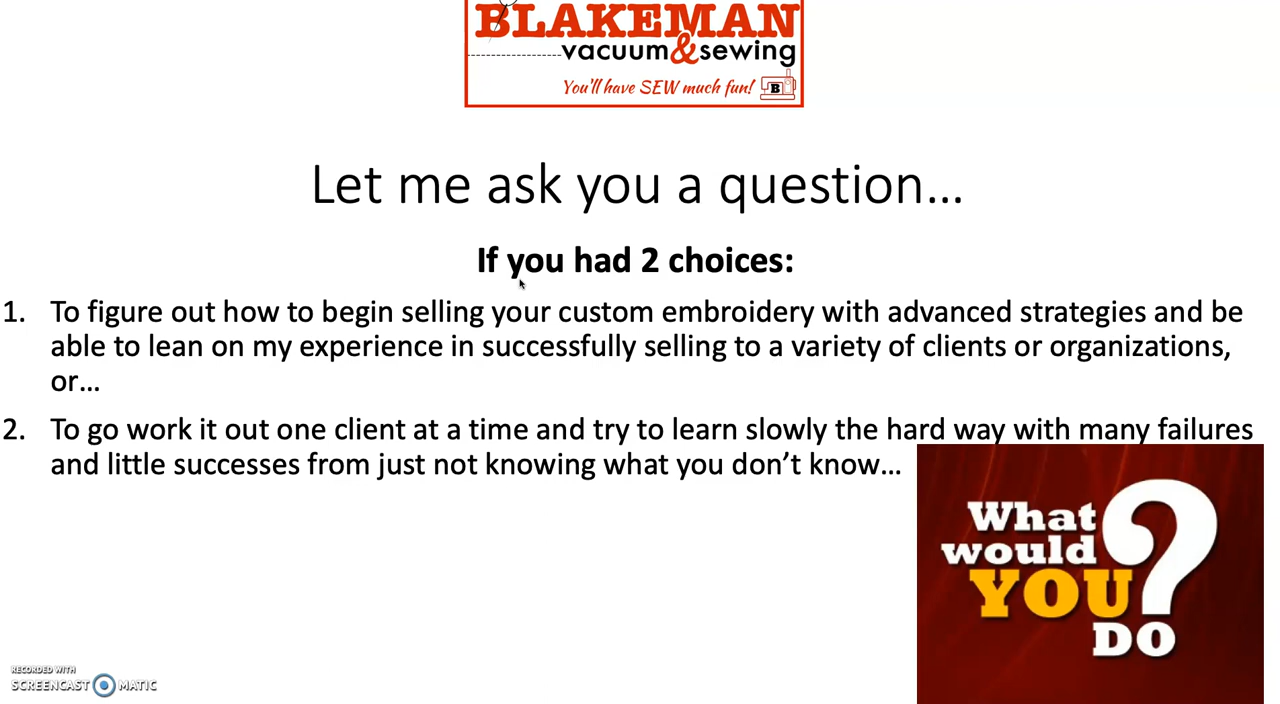 BLAKEMAN
vacuum&sewing
You'll have SEW much fun!
B
Let me ask you a question...
If you had 2 choices:
1. To figure out how to begin selling your custom embroidery with advanced strategies and be
able to lean on my experience in successfully selling to a variety of clients or organizations,
or...
2. To go work it out one client at a time and try to learn slowly the hard way with many failures
and little successes from just not knowing what you don't know...
What
would
YOU
DO
?
RECORDED WITH
SCREENCAST MATIC